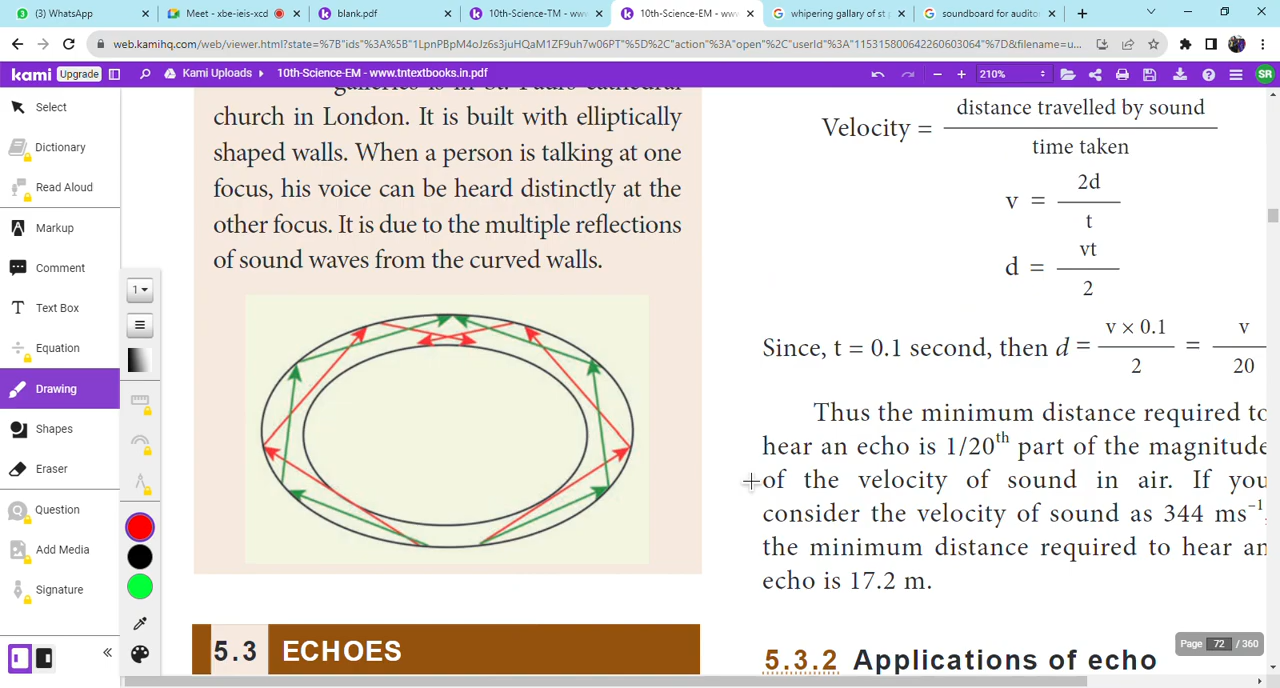 (3) WhatsApp
Meet - xbe-ieis-xcd
blank.pdf
10th-Science-TM - www
10th-Science-EM - www
whipering gallary of st p
soundboard for audito
web.kamihq.com/web/viewer.html?state=%7B"ids"%3A%5B"1LpnPBpM4oJz6s3juHQaM1ZF9uh7w06PT"%5D%2C"action"%3A"open"%2C"userId"%3A"115315800642260603064"%7D&filename=u...
kami Upgrade
Kami Uploads
10th-Science-EM - www.tntextbooks.in.pdf
210%
SR
Select
Dictionary
Read Aloud
Markup
Comment
Text Box
Equation
Drawing
Shapes
Eraser
Question
Add Media
Signature
1
galleries is in St. Paul's cathedral
church in London. It is built with elliptically
shaped walls. When a person is talking at one
focus, his voice can be heard distinctly at the
other focus. It is due to the multiple reflections
of sound waves from the curved walls.
5.3 ECHOES
Velocity = distance travelled by sound
time taken
v = 2d
t
d = vt
2
Since, t = 0.1 second, then d = v × 0.1 = v
2 20
Thus the minimum distance required to
hear an echo is 1/20th part of the magnitude
of the velocity of sound in air. If you
consider the velocity of sound as 344 ms−1,
the minimum distance required to hear an
echo is 17.2 m.
5.3.2 Applications of echo
Page 72 / 360